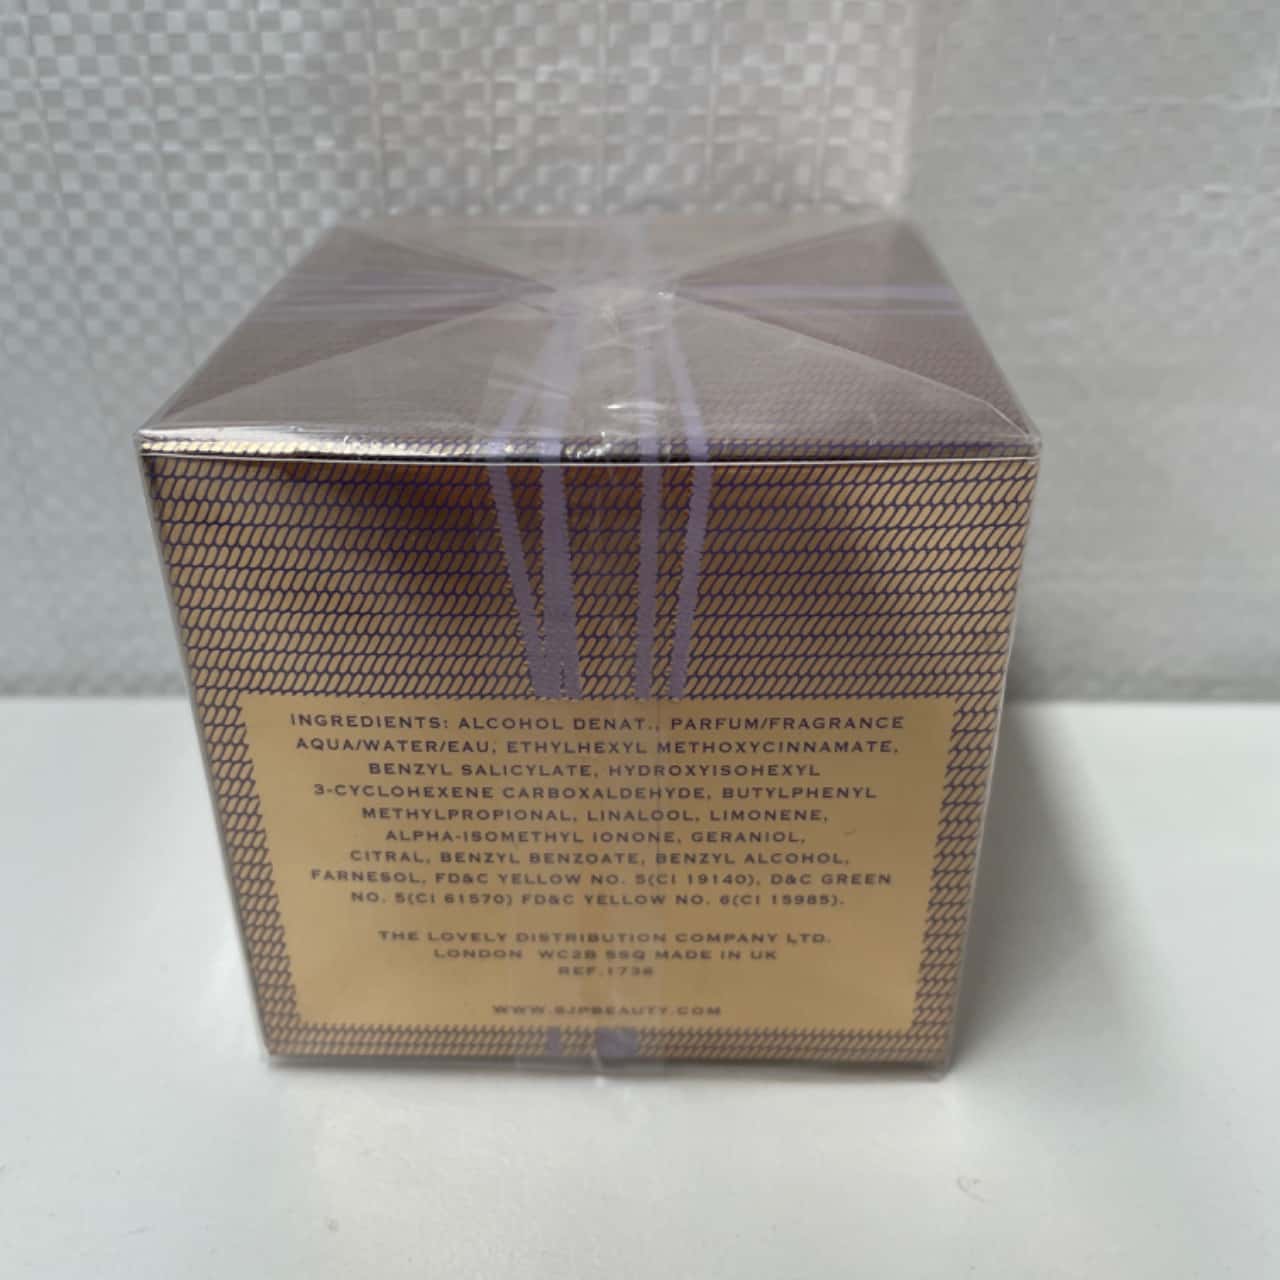 INGREDIENTS: ALCOHOL DENAT., PARFUM/FRAGRANCE
AQUA/WATER/EAU, ETHYLHEXYL METHOXYCINNAMATE,
BENZYL SALICYLATE, HYDROXYISOHEXYL
3-CYCLOHEXENE CARBOXALDEHYDE, BUTYLPHENYL
METHYLPROPIONAL, LINALOOL, LIMONENE,
ALPHA-ISOMETHYL IONONE, GERANIOL,
CITRAL, BENZYL BENZOATE, BENZYL ALCOHOL,
FARNESOL, FD&C YELLOW NO. 5(CI 19140), D&C GREEN
NO. 5(CI 61570) FD&C YELLOW NO. 6(CI 15985).
THE LOVELY DISTRIBUTION COMPANY LTD.
LONDON WC2B 5SQ MADE IN UK
REF.1736
WWW.SJPBEAUTY.COM